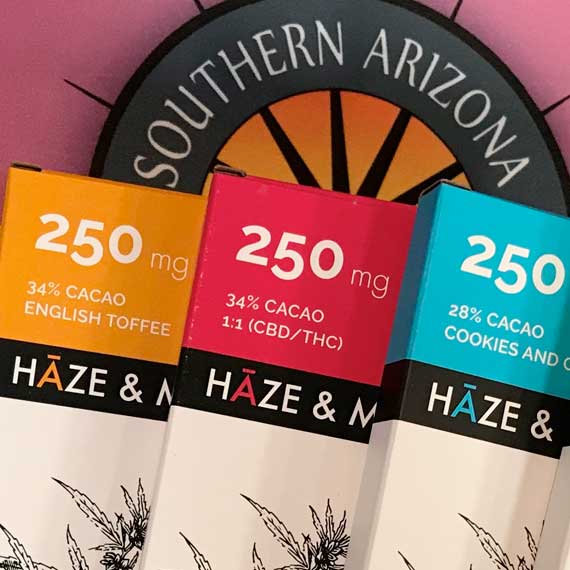 SOUTHERN ARIZONA
250 mg
34% CACAO
ENGLISH TOFFEE
HĀZE & M
250 mg
34% CACAO
1:1 (CBD/THC)
HĀZE & M
250
28% CACAO
COOKIES AND C
HĀZE &